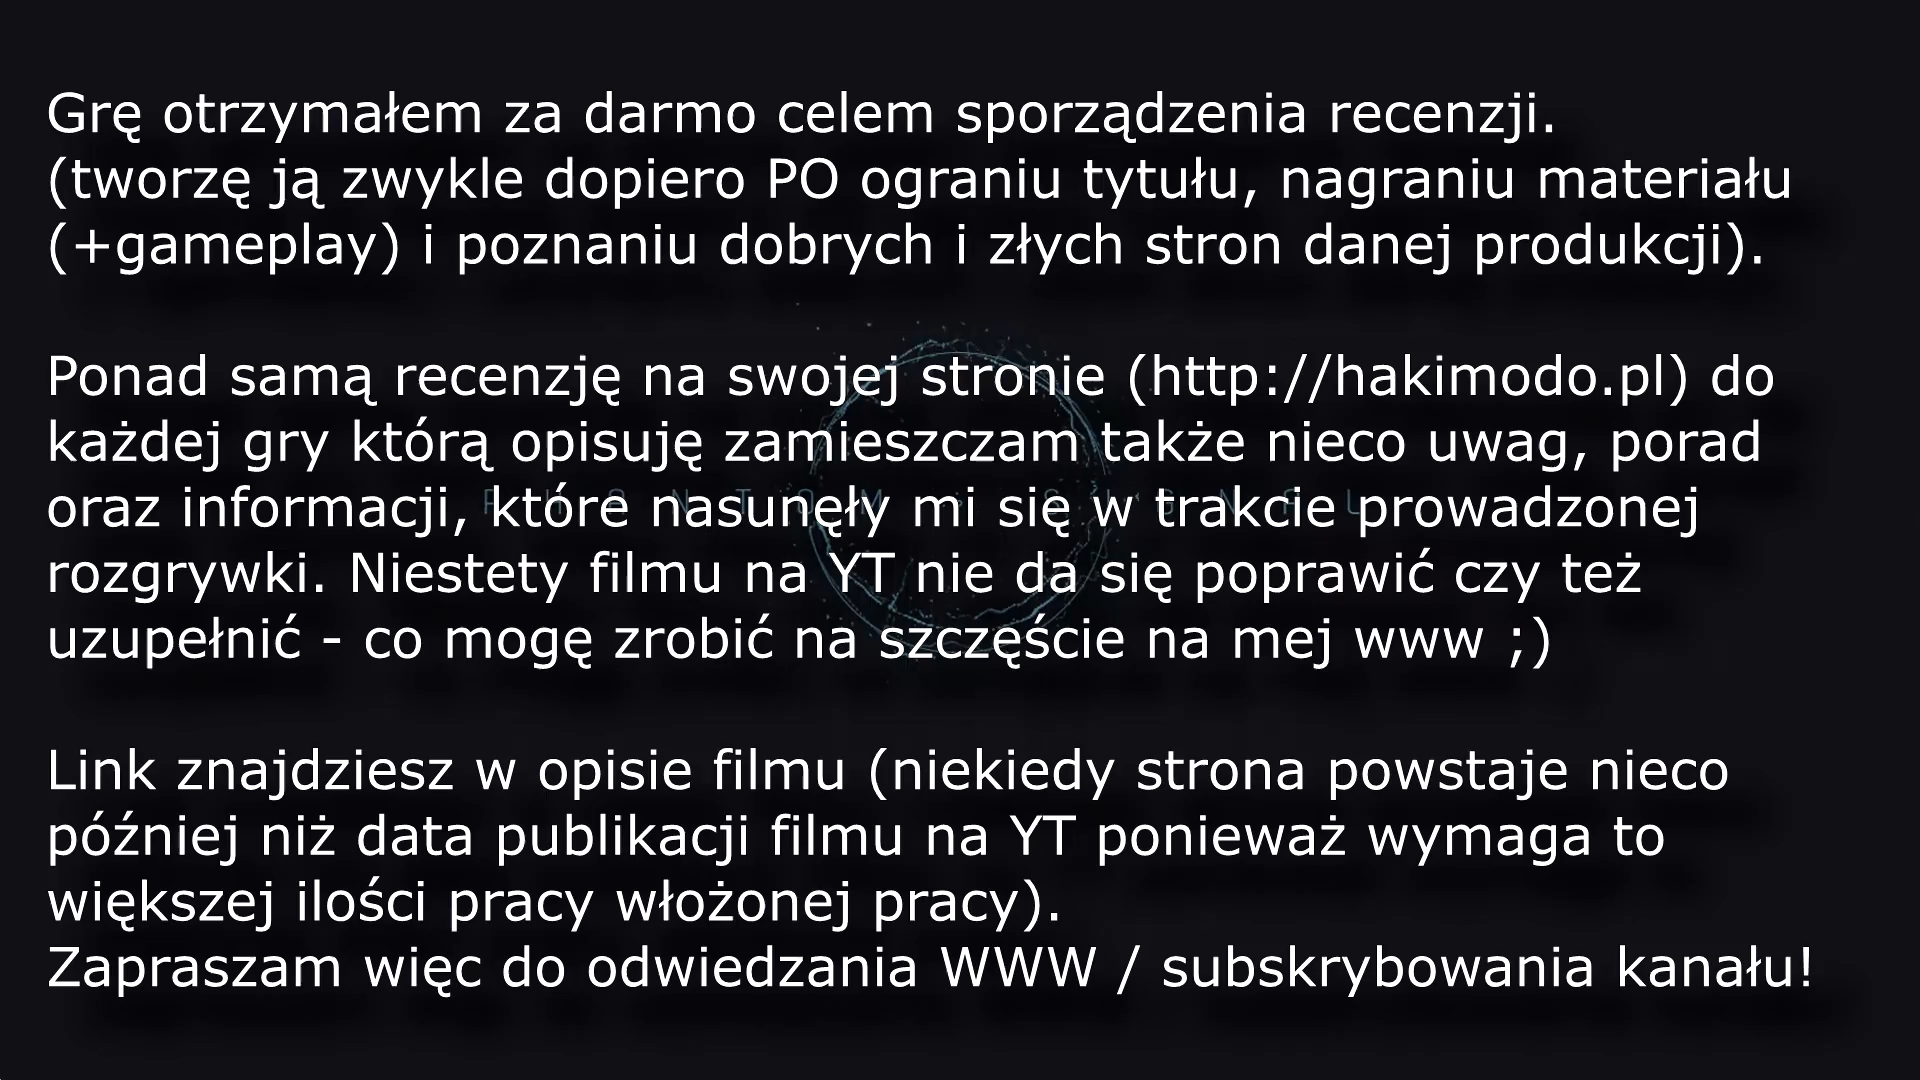 Grę otrzymałem za darmo celem sporządzenia recenzji.
(tworzę ją zwykle dopiero PO ograniu tytułu, nagraniu materiału
(+gameplay) i poznaniu dobrych i złych stron danej produkcji).
Ponad samą recenzję na swojej stronie (http://hakimodo.pl) do
każdej gry którą opisuję zamieszczam także nieco uwag, porad
oraz informacji, które nasunęły mi się w trakcie prowadzonej
rozgrywki. Niestety filmu na YT nie da się poprawić czy też
uzupełnić - co mogę zrobić na szczęście na mej www ;)
Link znajdziesz w opisie filmu (niekiedy strona powstaje nieco
później niż data publikacji filmu na YT ponieważ wymaga to
większej ilości pracy włożonej pracy).
Zapraszam więc do odwiedzania WWW / subskrybowania kanału!
PHANTOM SIGNAL